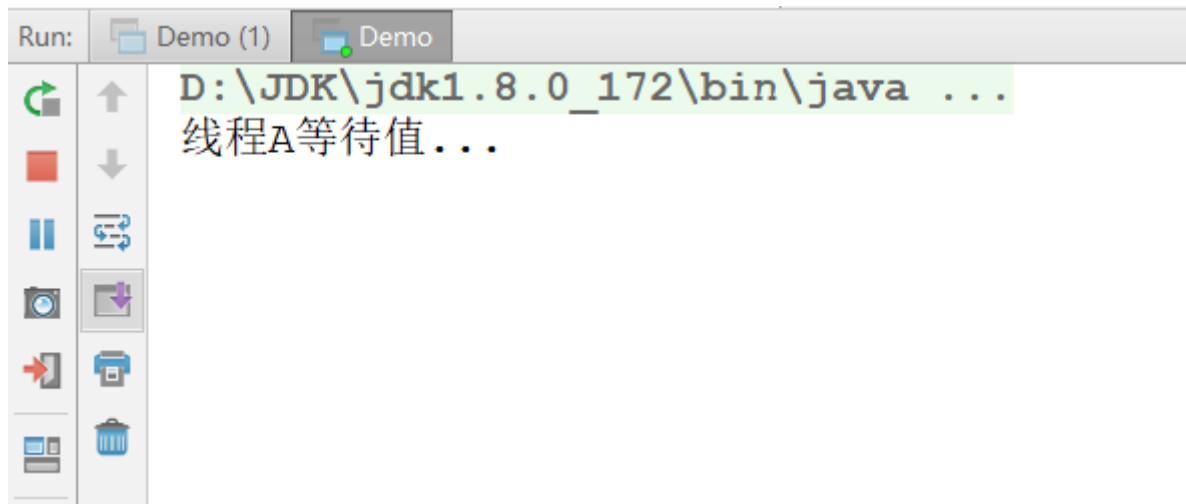 Run: Demo (1) Demo
D:\JDK\jdk1.8.0_172\bin\java ...
线程A等待值...